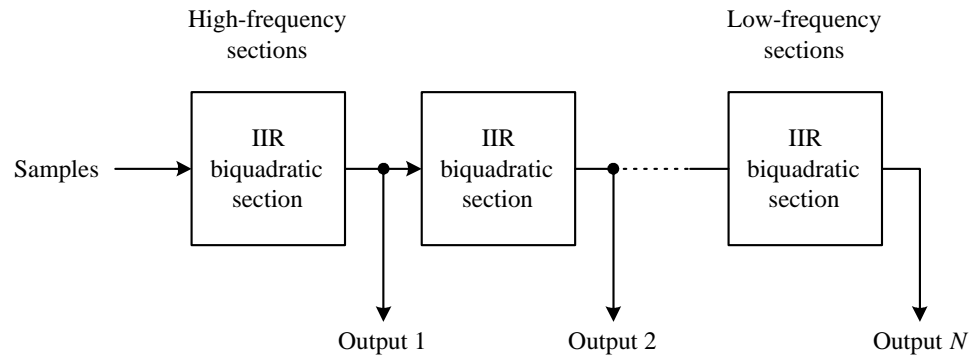 High-frequency
sections
Low-frequency
sections
Samples
IIR
biquadratic
section
IIR
biquadratic
section
IIR
biquadratic
section
Output 1
Output 2
Output N